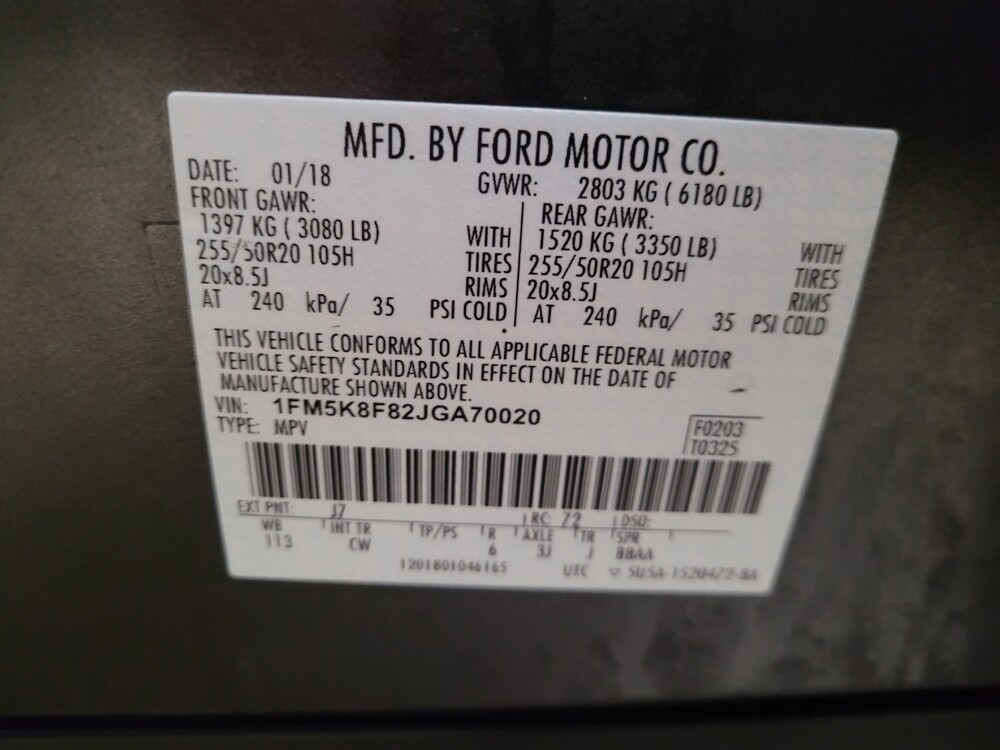 MFD. BY FORD MOTOR CO.
DATE: 01/18 GVWR: 2803 KG ( 6180 LB)
FRONT GAWR: REAR GAWR:
1397 KG ( 3080 LB) WITH 1520 KG ( 3350 LB) WITH
255/50R20 105H TIRES 255/50R20 105H TIRES
20x8.5J RIMS 20x8.5J RIMS
AT 240 kPa/ 35 PSI COLD AT 240 kPa/ 35 PSI COLD
THIS VEHICLE CONFORMS TO ALL APPLICABLE FEDERAL MOTOR
VEHICLE SAFETY STANDARDS IN EFFECT ON THE DATE OF
MANUFACTURE SHOWN ABOVE.
VIN: 1FM5K8F82JGA70020
TYPE: MPV
F0203
T0325
EXT PNT: J7 RC: 72 DSO:
WB INT TR TP/PS R AXLE TR SPR
113 CW 6 3J J BBAA
1201801046165 UTC